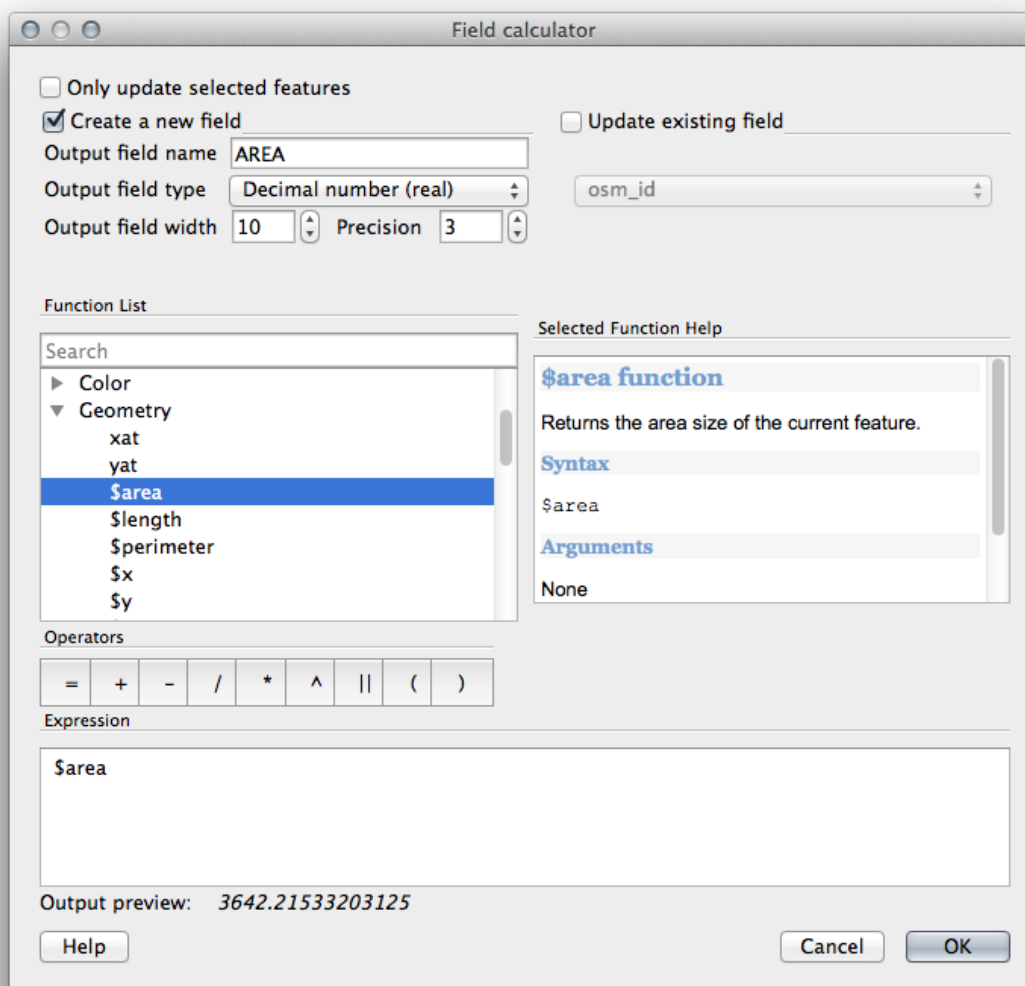 Field calculator
Only update selected features
Create a new field
Update existing field
Output field name AREA
Output field type Decimal number (real)
osm_id
Output field width 10 Precision 3
Function List
Selected Function Help
Search
Color
Geometry
xat
yat
$area
$length
$perimeter
$x
$y
$area function
Returns the area size of the current feature.
Syntax
$area
Arguments
None
Operators
= + - / * ^ || ( )
Expression
$area
Output preview: 3642.21533203125
Help Cancel OK